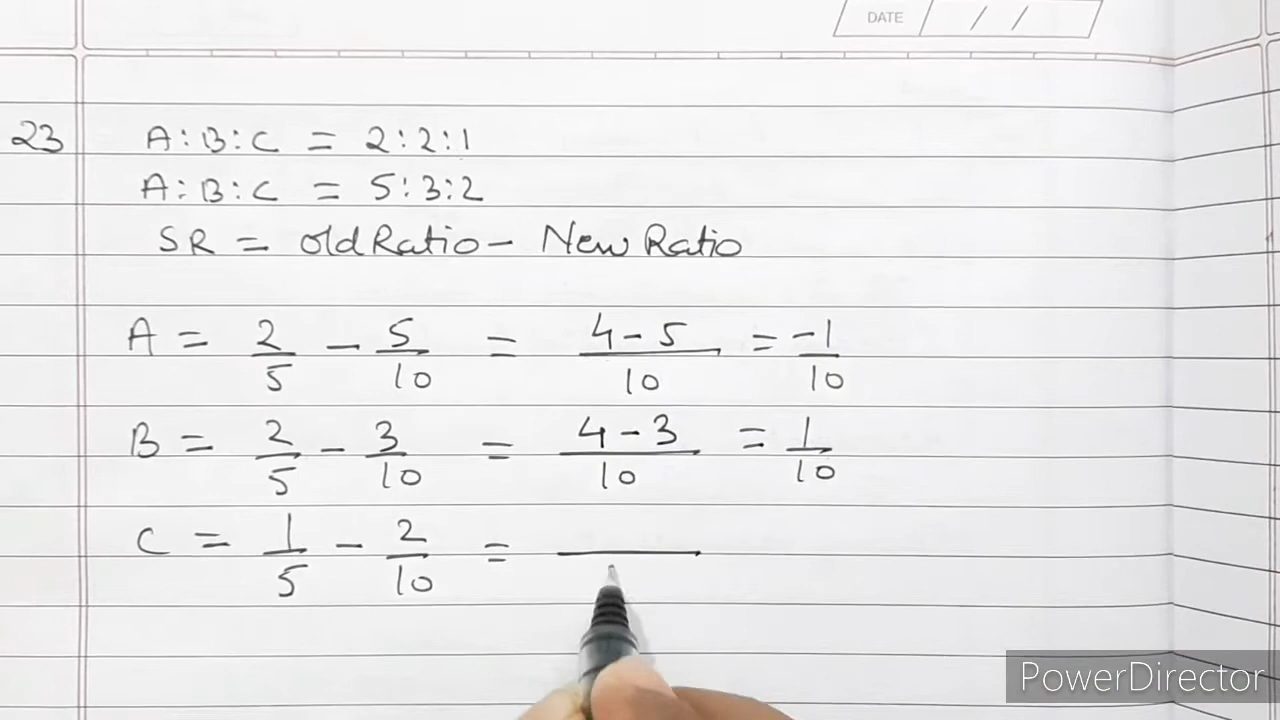 DATE / /
23 A:B:C = 2:2:1
A:B:C = 5:3:2
SR = old Ratio - New Ratio
A = 2/5 - 5/10 = 4-5/10 = -1/10
B = 2/5 - 3/10 = 4-3/10 = 1/10
C = 1/5 - 2/10 =
PowerDirector